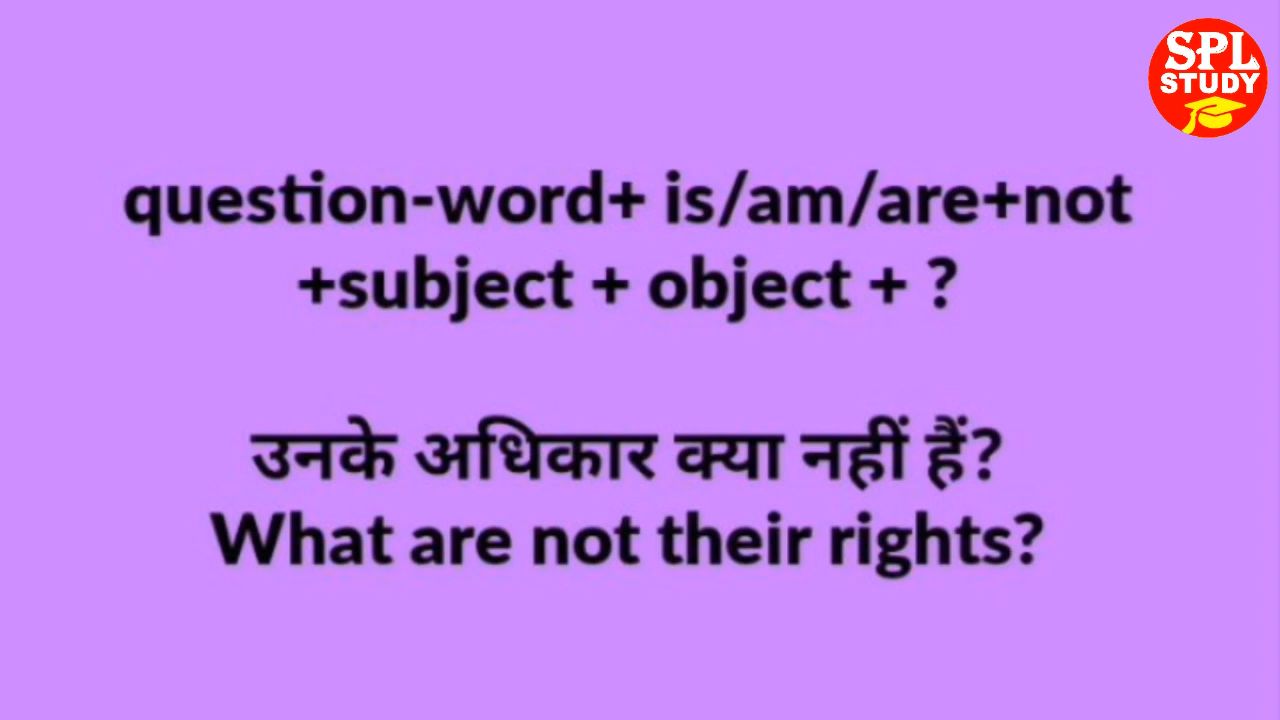 SPL
STUDY
question-word+ is/am/are+not
+subject + object + ?
उनके अधिकार क्या नहीं हैं?
What are not their rights?